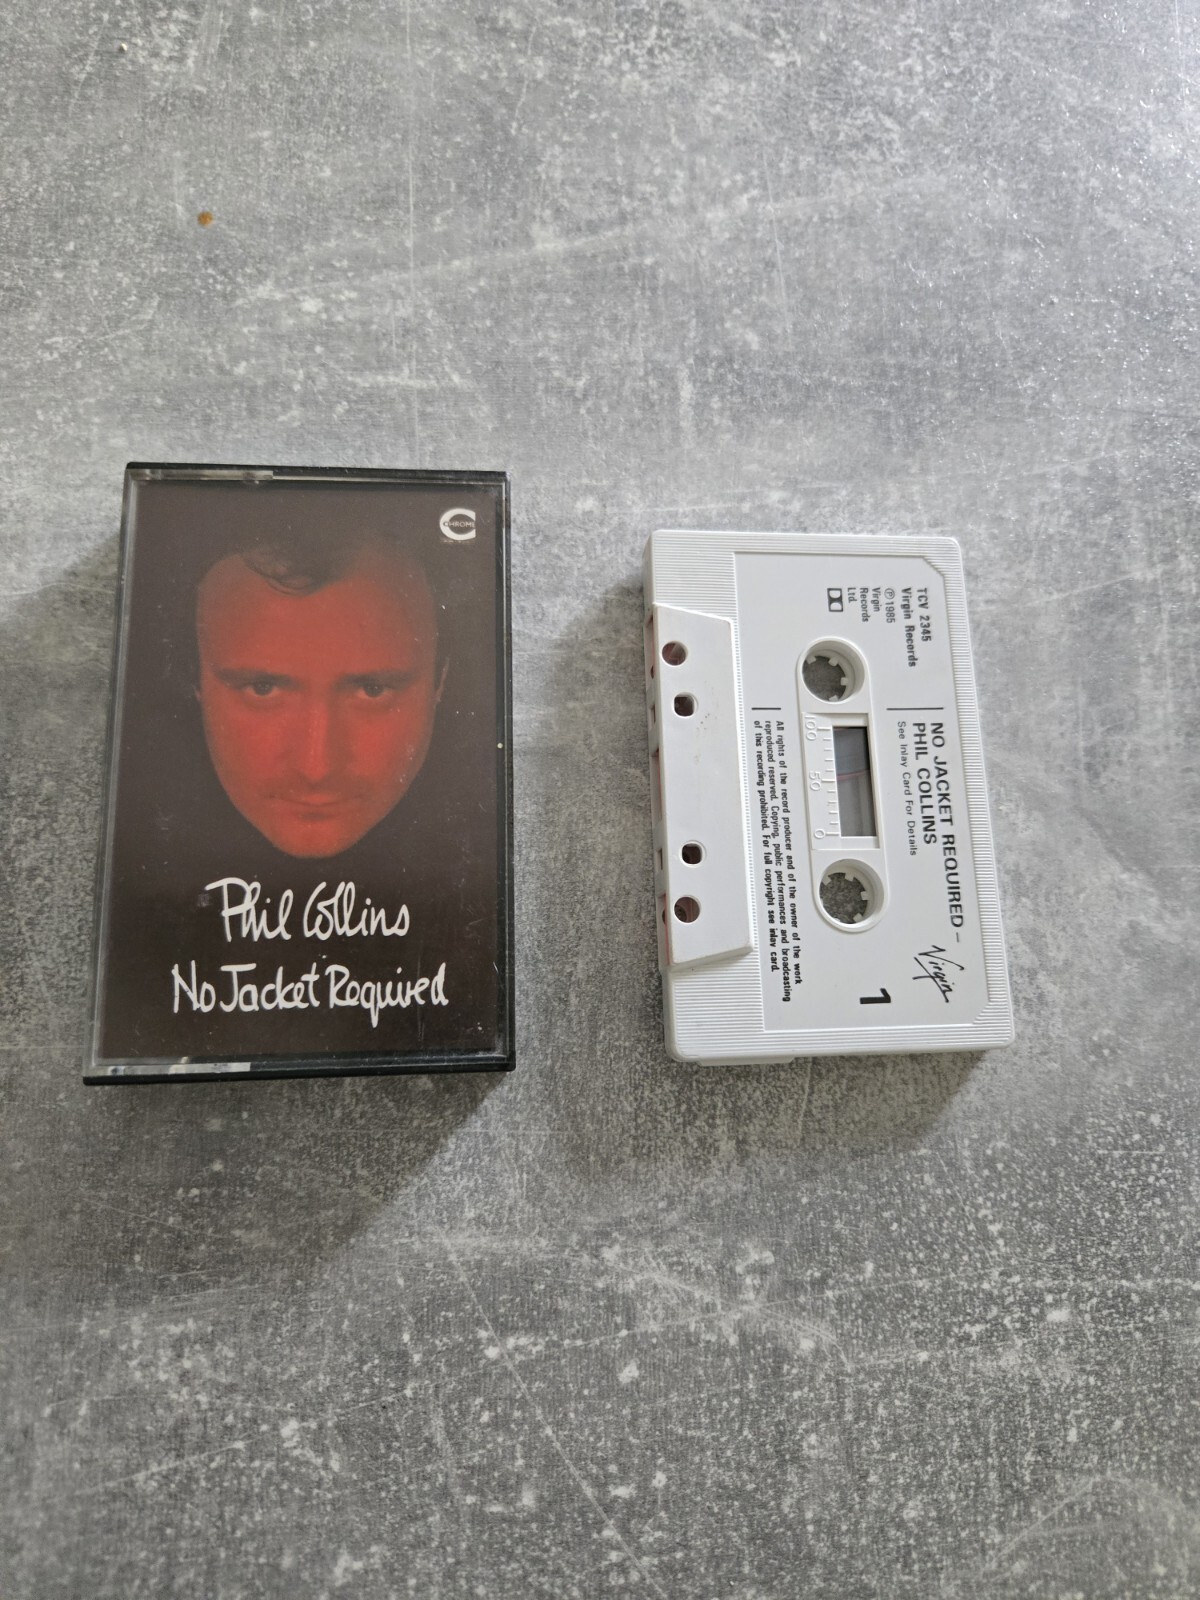 CHROME
Phil Collins
No Jacket Required
TCV 2345
Virgin Records
℗ 1985
Virgin
Records
Ltd.
NO JACKET REQUIRED –
PHIL COLLINS
See Inlay Card For Details
Virgin
1
100 50 0
All rights of the record producer and of the owner of the work
reproduced reserved. Copying, public performances and broadcasting
of this recording prohibited. For full copyright see inlay card.